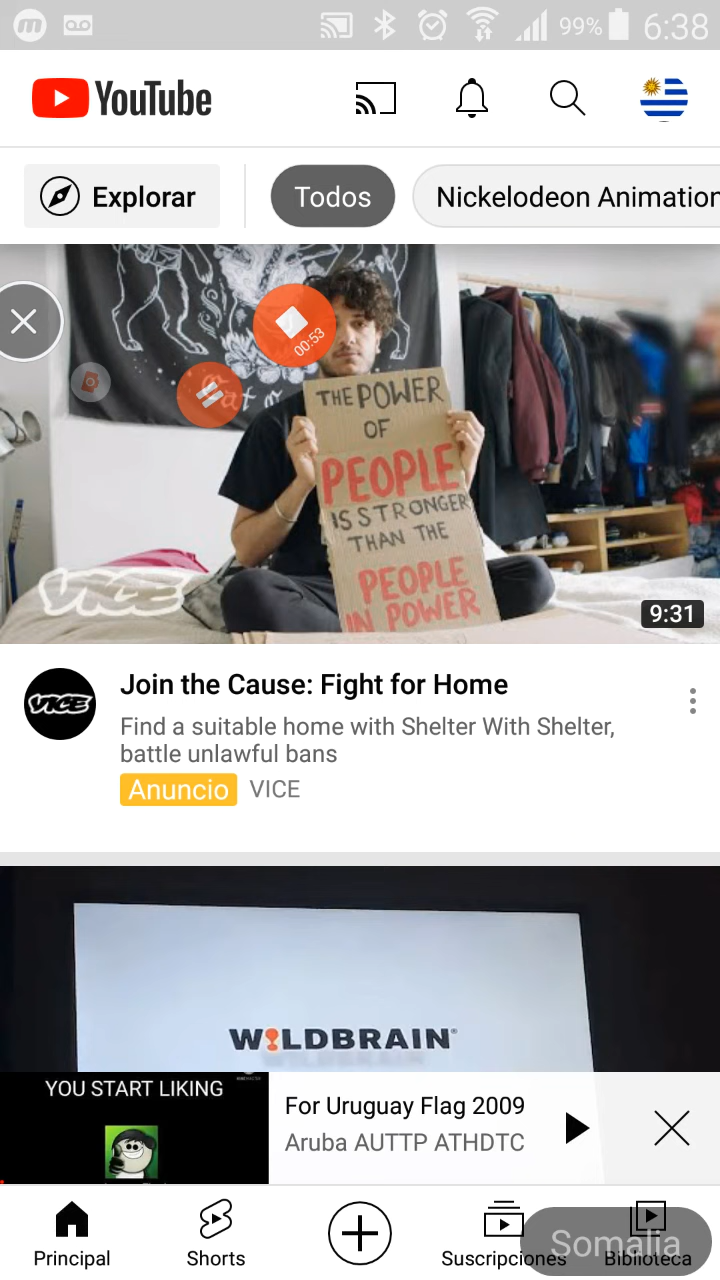 99% 6:38
YouTube
Explorar
Todos
Nickelodeon Animation
00:53
THE POWER
OF
PEOPLE
IS STRONGER
THAN THE
PEOPLE
IN POWER
VICE
9:31
VICE
Join the Cause: Fight for Home
Find a suitable home with Shelter With Shelter,
battle unlawful bans
Anuncio VICE
WILDBRAIN
YOU START LIKING
For Uruguay Flag 2009
Aruba AUTTP ATHDTC
Principal
Shorts
Suscripciones
Biblioteca
Somalia